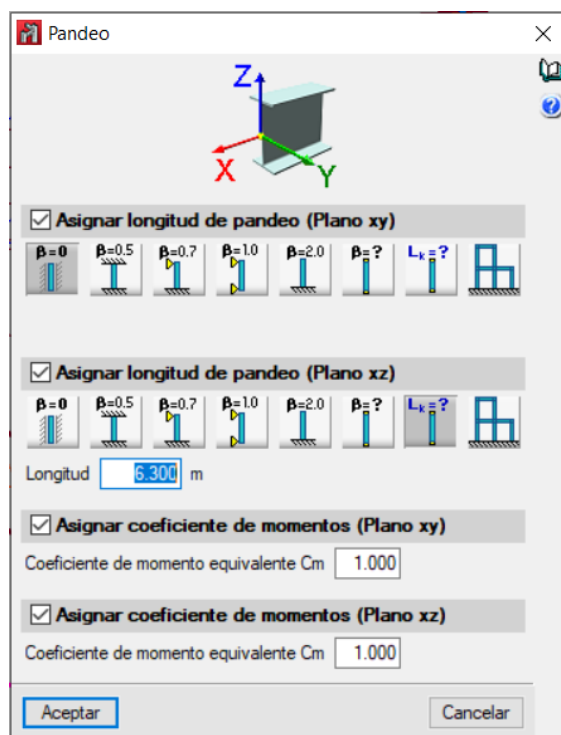 Pandeo
Z
X
Y
Asignar longitud de pandeo (Plano xy)
β=0 β=0.5 β=0.7 β=1.0 β=2.0 β=? Lk=?
Asignar longitud de pandeo (Plano xz)
β=0 β=0.5 β=0.7 β=1.0 β=2.0 β=? Lk=?
Longitud 6.300 m
Asignar coeficiente de momentos (Plano xy)
Coeficiente de momento equivalente Cm 1.000
Asignar coeficiente de momentos (Plano xz)
Coeficiente de momento equivalente Cm 1.000
Aceptar Cancelar